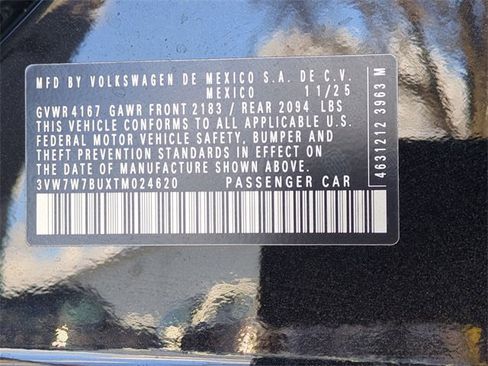 MFD BY VOLKSWAGEN DE MEXICO S.A. DE C.V.
MEXICO 11/25
GVWR 4167 GAWR FRONT 2183 / REAR 2094 LBS
THIS VEHICLE CONFORMS TO ALL APPLICABLE U.S.
FEDERAL MOTOR VEHICLE SAFETY, BUMPER AND
THEFT PREVENTION STANDARDS IN EFFECT ON
THE DATE OF MANUFACTURE SHOWN ABOVE.
3VW7W7BUXTM024620 PASSENGER CAR
4631212 3963 M